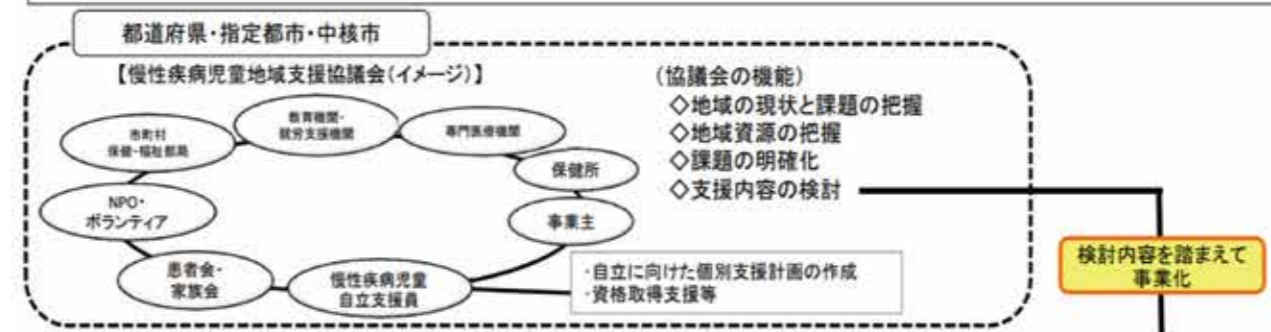 都道府県・指定都市・中核市
【慢性疾病児童地域支援協議会(イメージ)】
教育機関・
就労支援機関
専門医療機関
市町村
保健・福祉部局
保健所
NPO・
ボランティア
事業主
患者会・
家族会
慢性疾病児童
自立支援員
・自立に向けた個別支援計画の作成
・資格取得支援等
(協議会の機能)
◇地域の現状と課題の把握
◇地域資源の把握
◇課題の明確化
◇支援内容の検討
検討内容を踏まえて
事業化